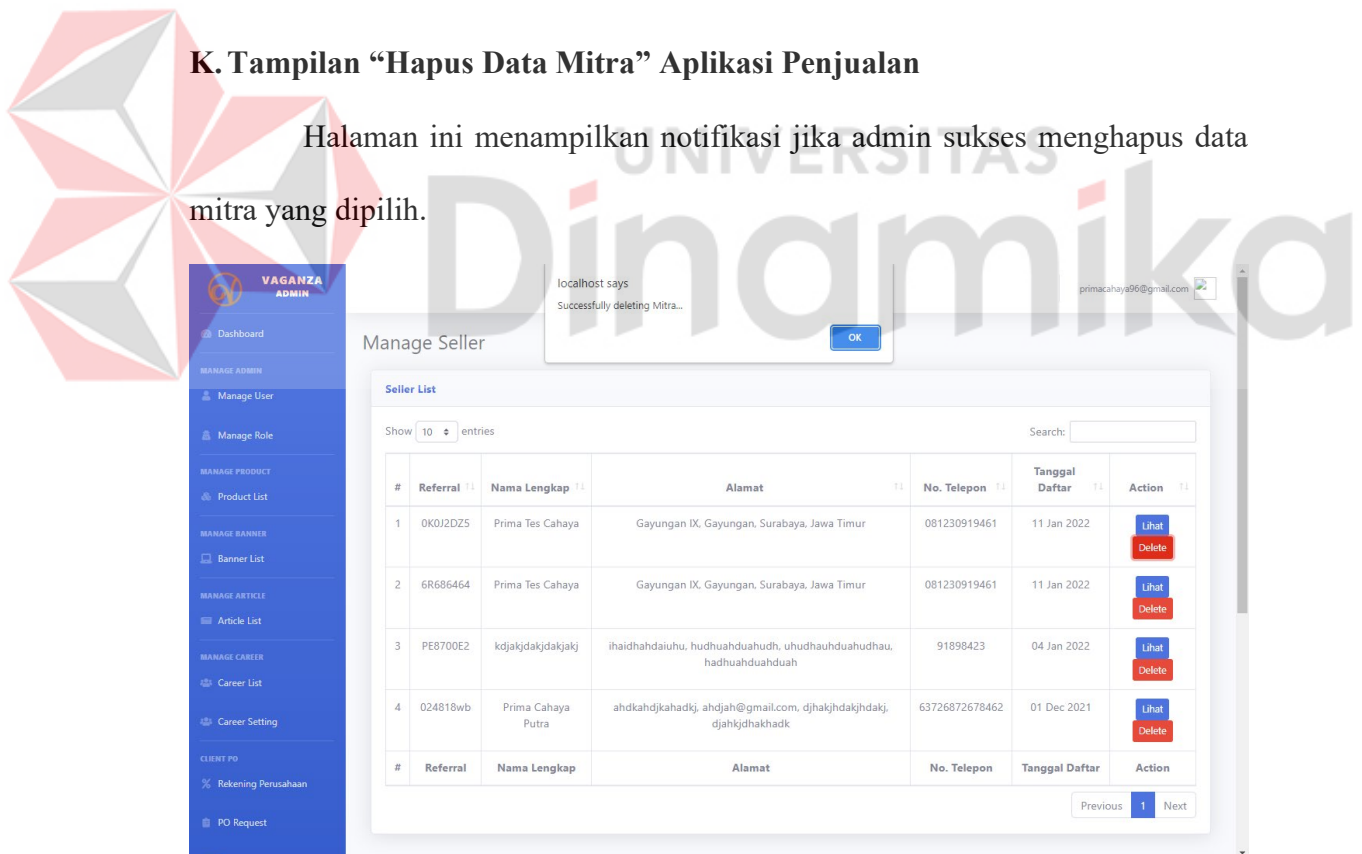 K. Tampilan “Hapus Data Mitra” Aplikasi Penjualan
Halaman ini menampilkan notifikasi jika admin sukses menghapus data
mitra yang dipilih.
UNIVERSITAS
Dinamika
VAGANZA
ADMIN
Dashboard
MANAGE ADMIN
Manage User
Manage Role
MANAGE PRODUCT
Product List
MANAGE BANNER
Banner List
MANAGE ARTICLE
Article List
MANAGE CAREER
Career List
Career Setting
CLIENT PO
Rekening Perusahaan
PO Request
localhost says
Successfully deleting Mitra...
OK
primacahaya96@gmail.com
Manage Seller
Seller List
Show 10 entries
Search:
# Referral Nama Lengkap Alamat No. Telepon Tanggal Daftar Action
1 0K0J2DZ5 Prima Tes Cahaya Gayungan IX, Gayungan, Surabaya, Jawa Timur 081230919461 11 Jan 2022 Lihat
Delete
2 6R686464 Prima Tes Cahaya Gayungan IX, Gayungan, Surabaya, Jawa Timur 081230919461 11 Jan 2022 Lihat
Delete
3 PE8700E2 kdjakjdakjdakjakj ihaidhahdaiuhu, hudhuahduahudh, uhudhauhduahudhau, 91898423 04 Jan 2022 Lihat
hadhuahduahduah Delete
4 024818wb Prima Cahaya ahdkahdjkahadkj, ahdjah@gmail.com, djhakjhdakjhdakj, 63726872678462 01 Dec 2021 Lihat
Putra djahkjdhakhadk Delete
# Referral Nama Lengkap Alamat No. Telepon Tanggal Daftar Action
Previous 1 Next